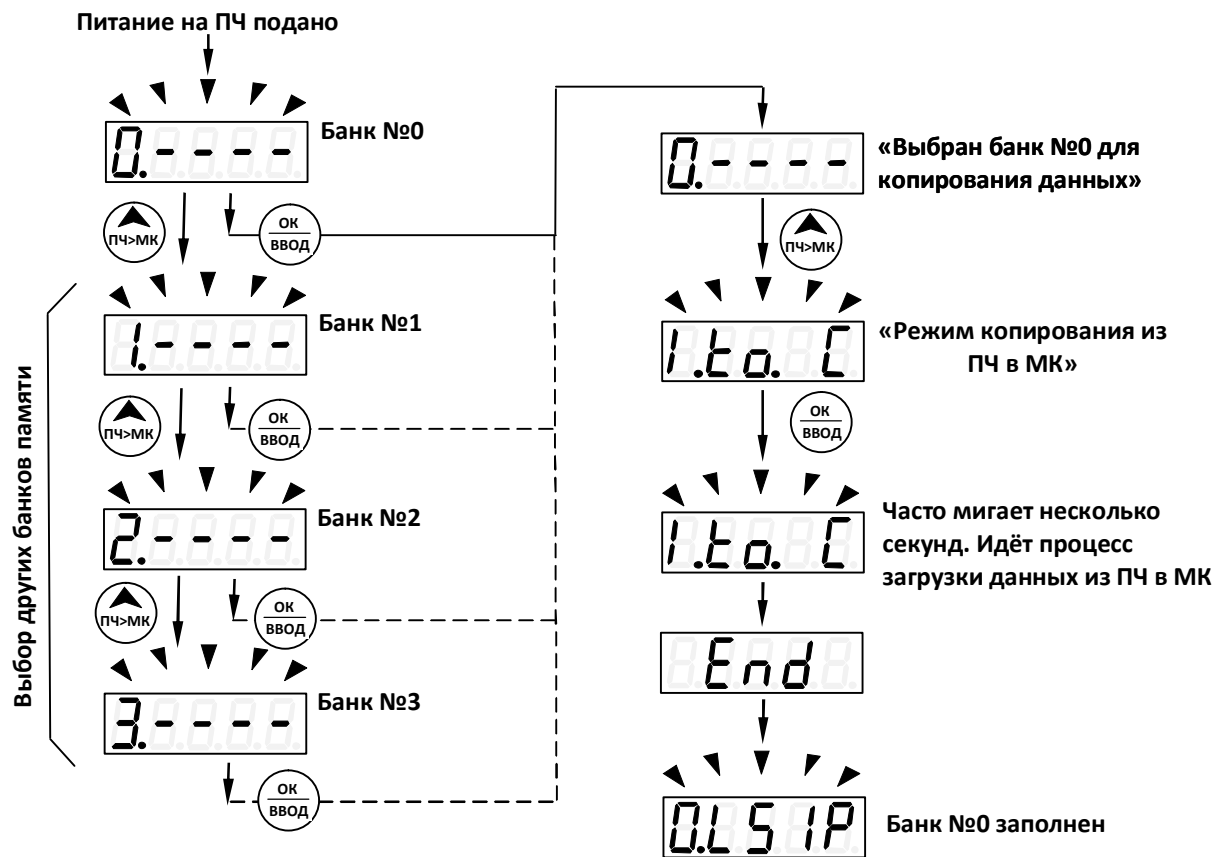 Питание на ПЧ подано
0.----
Банк №0
ПЧ>МК
ОК
ВВОД
Выбор других банков памяти
1.----
Банк №1
ПЧ>МК
ОК
ВВОД
2.----
Банк №2
ПЧ>МК
ОК
ВВОД
3.----
Банк №3
ОК
ВВОД
0.----
«Выбран банк №0 для
копирования данных»
ПЧ>МК
I.to. C
«Режим копирования из
ПЧ в МК»
ОК
ВВОД
I.to. C
Часто мигает несколько
секунд. Идёт процесс
загрузки данных из ПЧ в МК
End
0.LSIP
Банк №0 заполнен